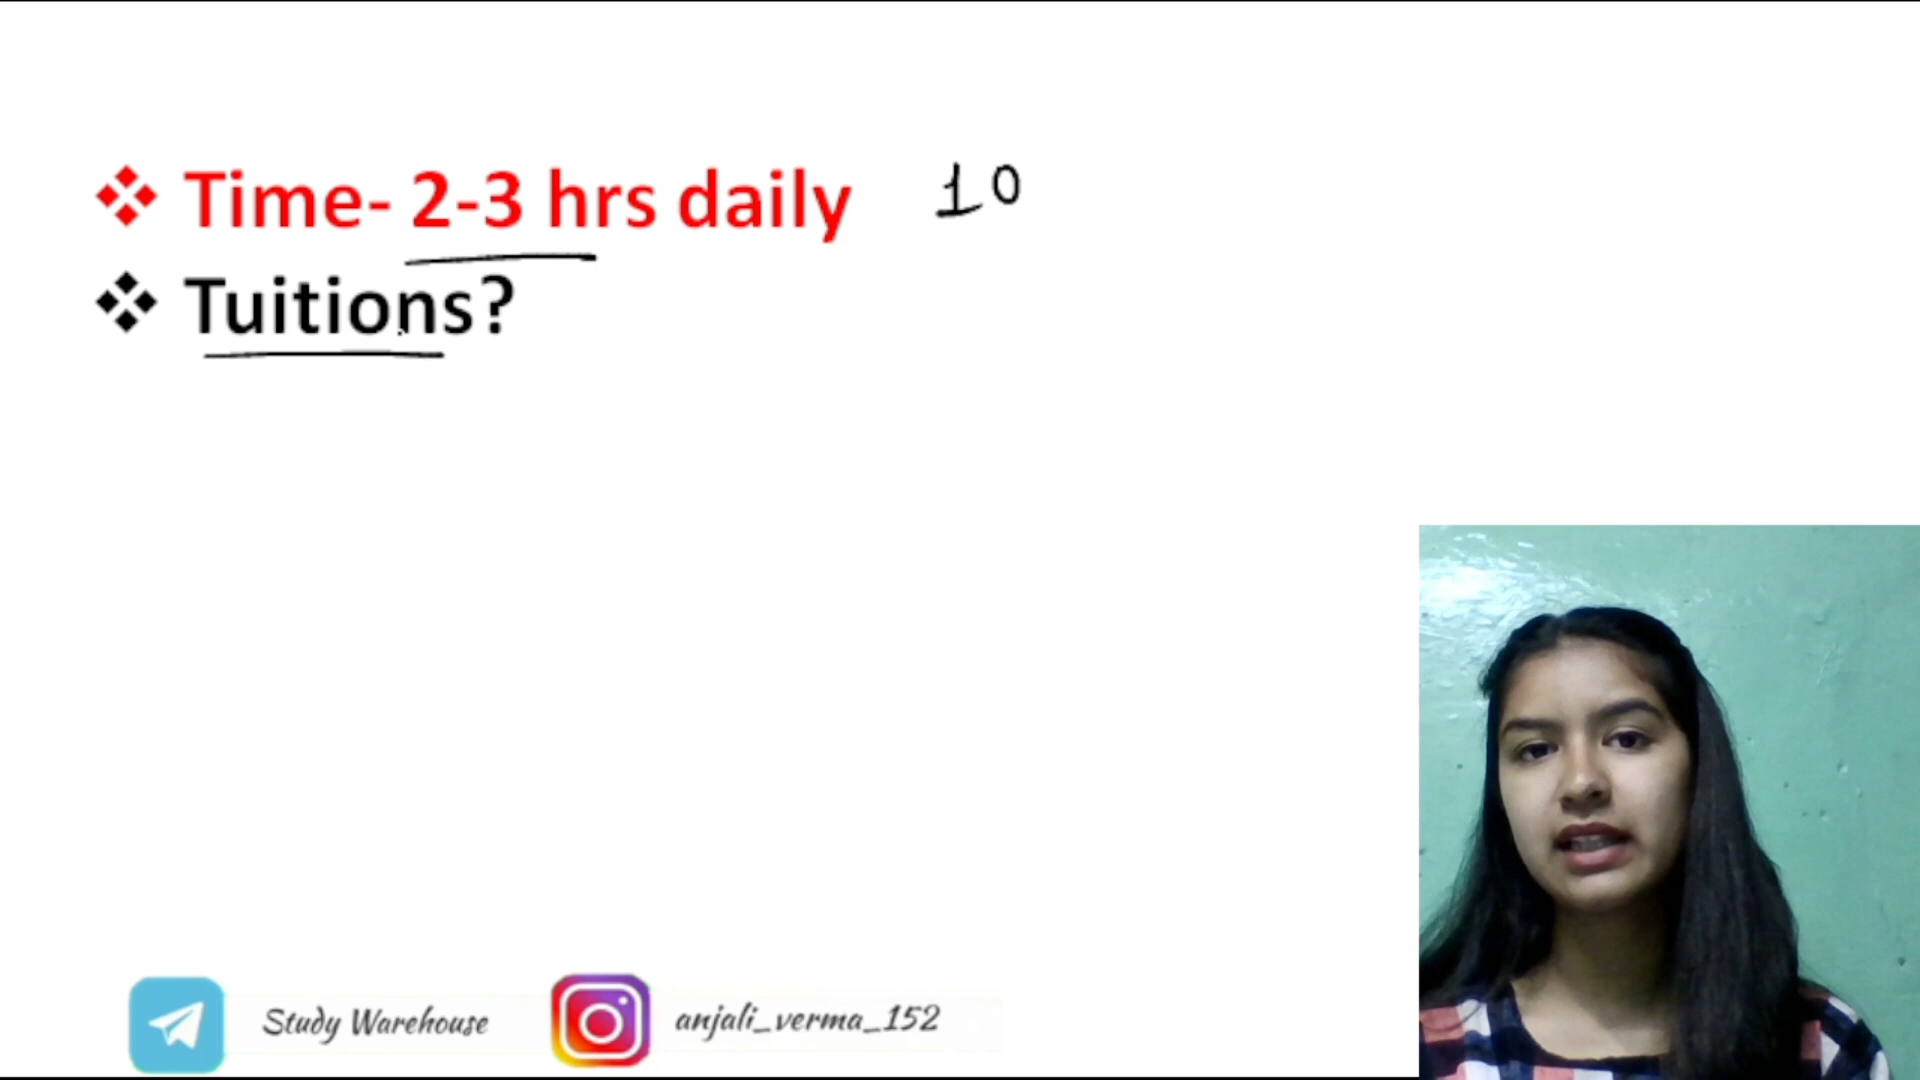 ❖ Time- 2-3 hrs daily 10
❖ Tuitions?
Study Warehouse anjali_verma_152